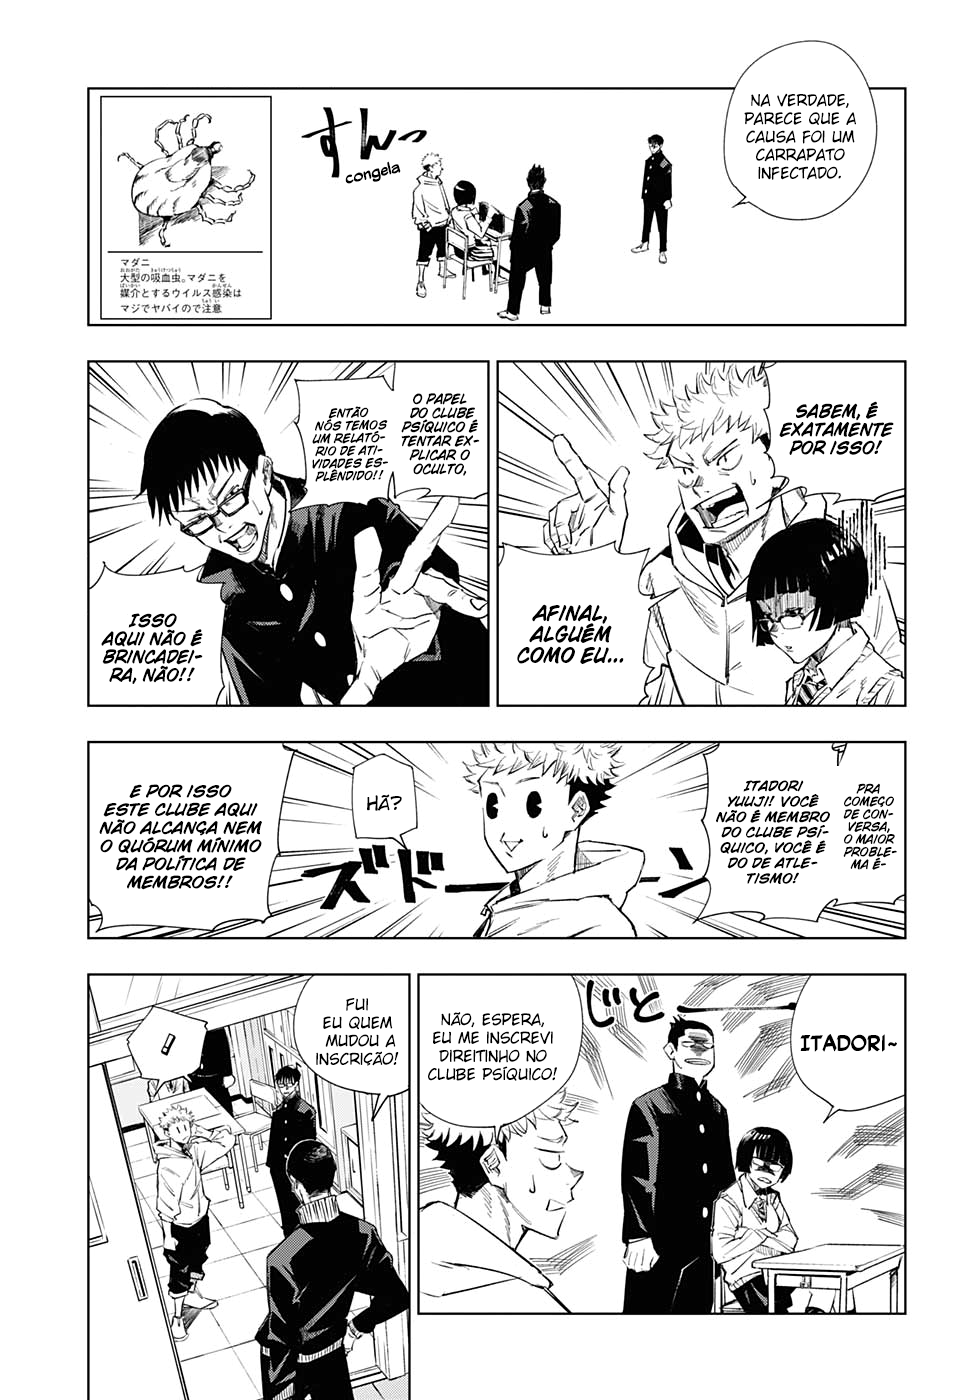 NA VERDADE,
PARECE QUE A
CAUSA FOI UM
CARRAPATO
INFECTADO.
すんっ
congela
マダニ
大型の吸血虫。マダニを
媒介とするウイルス感染は
マジでヤバイので注意
SABEM, É
EXATAMENTE
POR ISSO!
AFINAL,
ALGUÉM
COMO EU...
O PAPEL
DO CLUBE
PSÍQUICO É
TENTAR EX-
PLICAR O
OCULTO,
ENTÃO
NÓS TEMOS
UM RELATÓ-
RIO DE ATI-
VIDADES ES-
PLÊNDIDO!!
ISSO
AQUI NÃO É
BRINCADEI-
RA, NÃO!!
PRA
COMEÇO
DE CON-
VERSA,
O MAIOR
PROBLE-
MA É-
ITADORI
YUUJI! VOCÊ
NÃO É MEMBRO
DO CLUBE PSÍ-
QUICO, VOCÊ É
DO DE ATLE-
TISMO!
HÃ?
ズドーン
E POR ISSO
ESTE CLUBE AQUI
NÃO ALCANÇA NEM
O QUÓRUM MÍNIMO
DA POLÍTICA DE
MEMBROS!!
ITADORI~
じとー
NÃO, ESPERA,
EU ME INSCREVI
DIREITINHO NO
CLUBE PSÍQUICO!
FUI
EU QUEM
MUDOU A
INSCRIÇÃO!
!